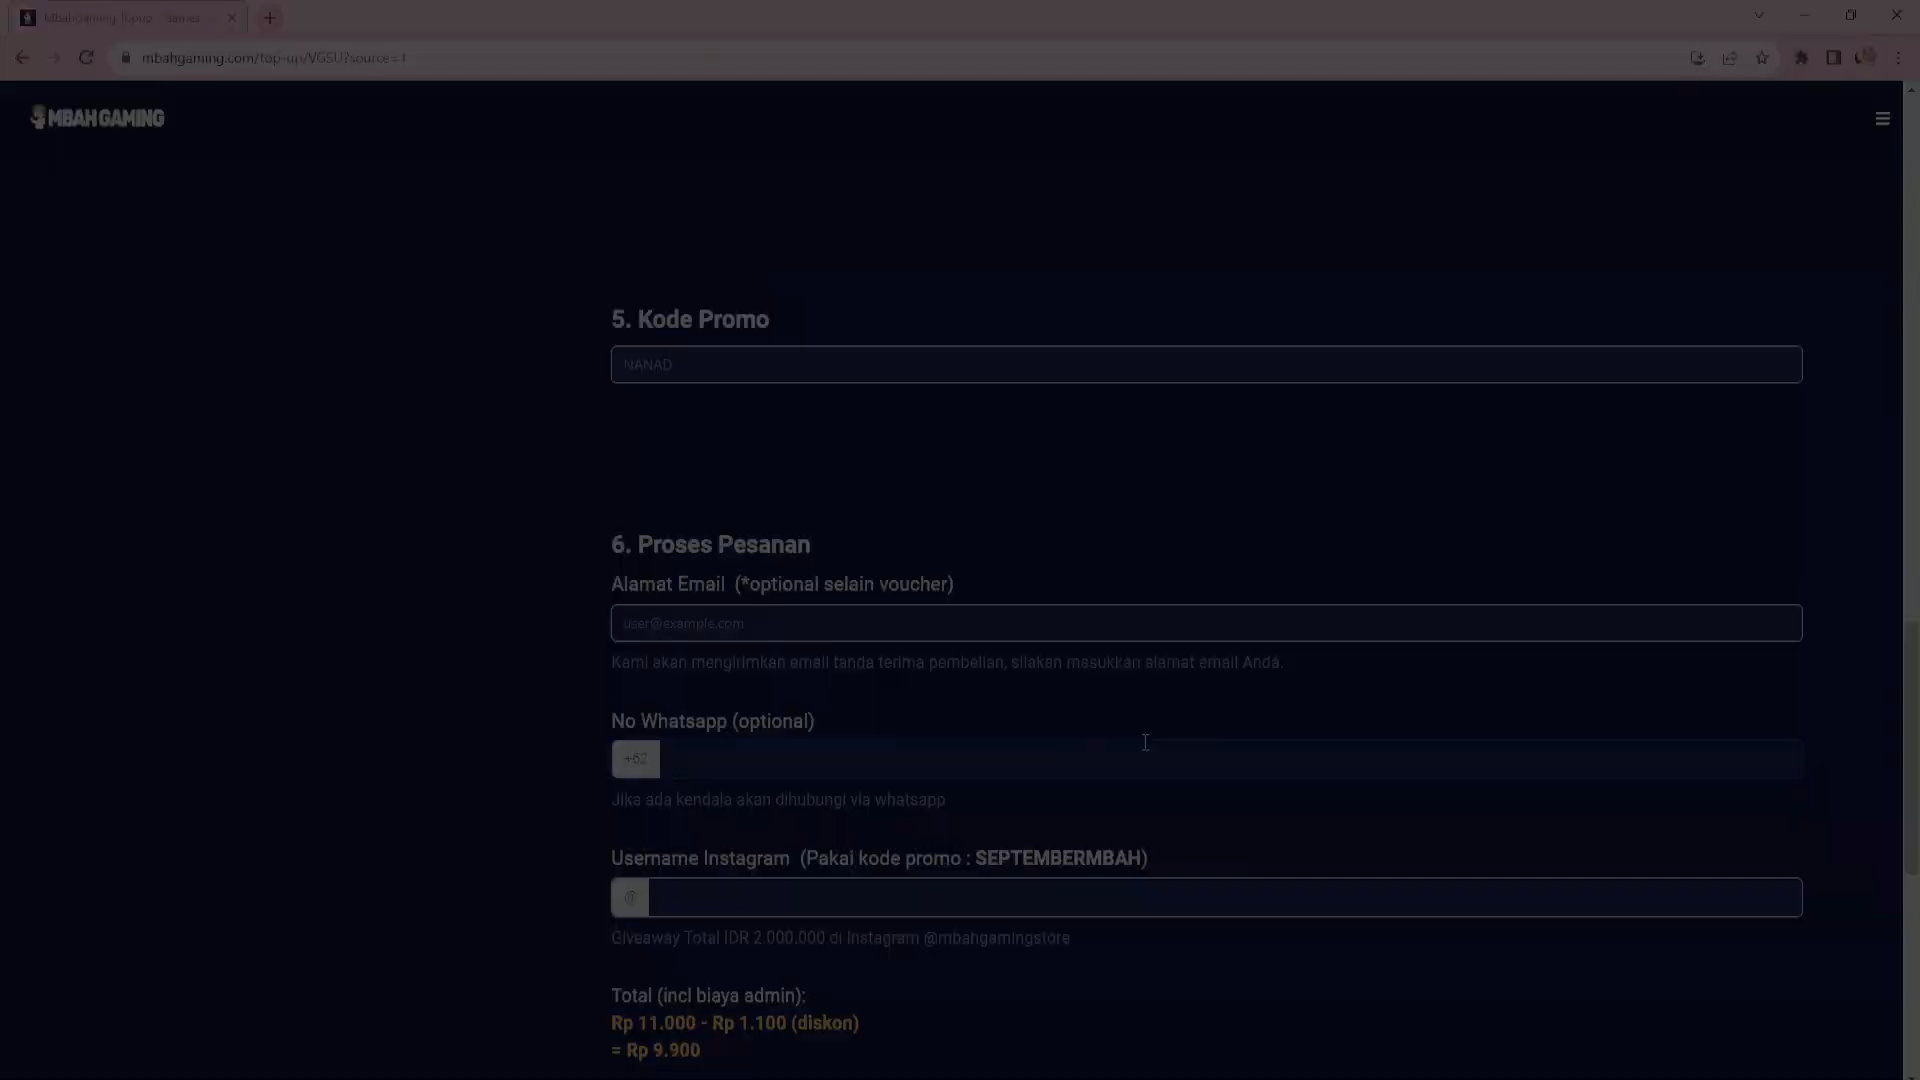 MbahGaming Topup
mbahgaming.com/top-up/VGSU?source=1
MBAH GAMING
5. Kode Promo
NANAD
6. Proses Pesanan
Alamat Email (*optional selain voucher)
user@example.com
Kami akan mengirimkan email tanda terima pembelian, silakan masukkan alamat email Anda.
No Whatsapp (optional)
+62
Jika ada kendala akan dihubungi via whatsapp
Username Instagram (Pakai kode promo : SEPTEMBERMBAH)
@
Giveaway Total IDR 2.000.000 di Instagram @mbahgamingstore
Total (incl biaya admin):
Rp 11.000 - Rp 1.100 (diskon)
= Rp 9.900